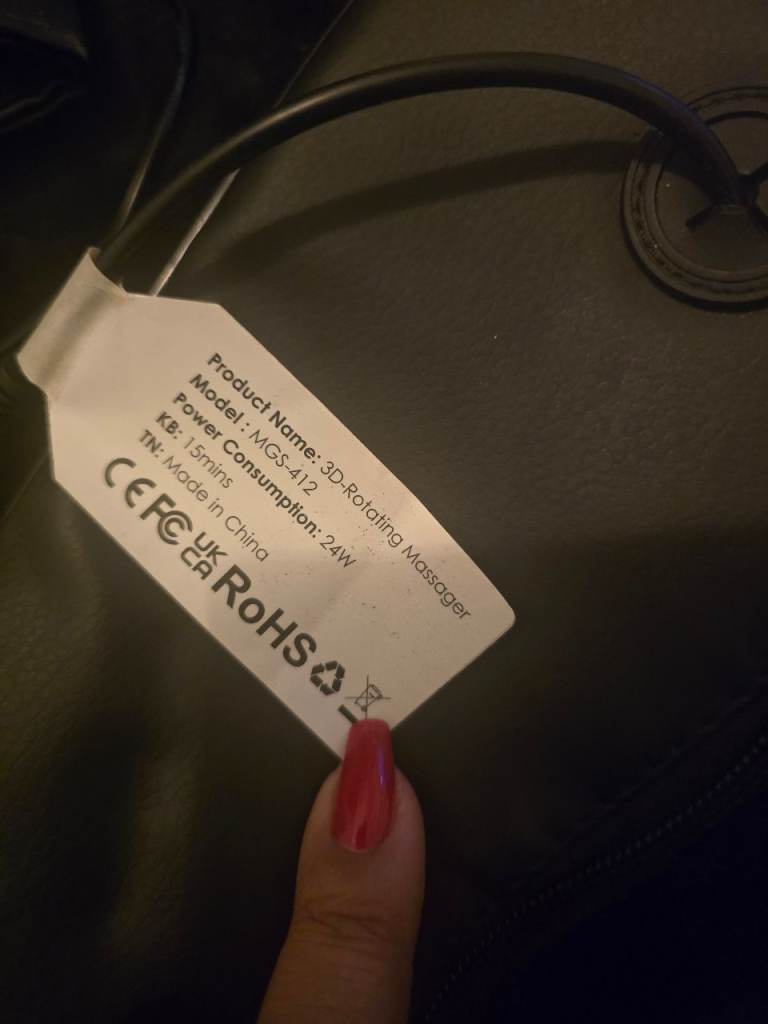 Product Name: 3D-Rotating Massager
Model : MGS-412
Power Consumption: 24W
KB: 15mins
TN: Made in China
CE FC UK CA RoHS